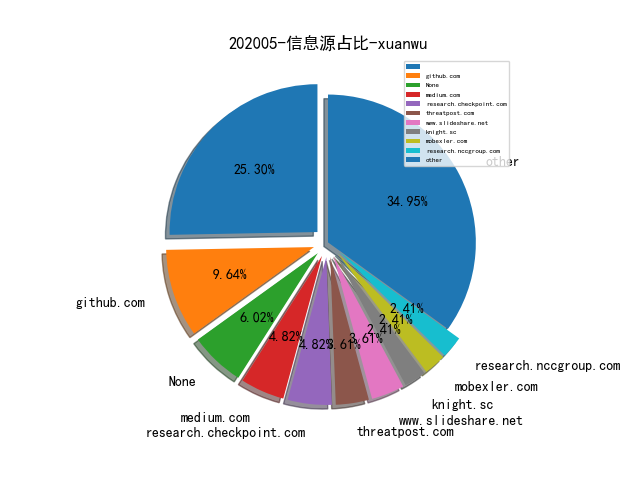 202005-信息源占比-xuanwu
github.com
None
medium.com
research.checkpoint.com
threatpost.com
www.slideshare.net
knight.sc
mobexler.com
research.nccgroup.com
other
other
25.30%
34.95%
9.64%
github.com
6.02%
None
4.82%
medium.com
4.82%
research.checkpoint.com
3.61%
threatpost.com
3.61%
www.slideshare.net
2.41%
knight.sc
2.41%
mobexler.com
2.41%
research.nccgroup.com